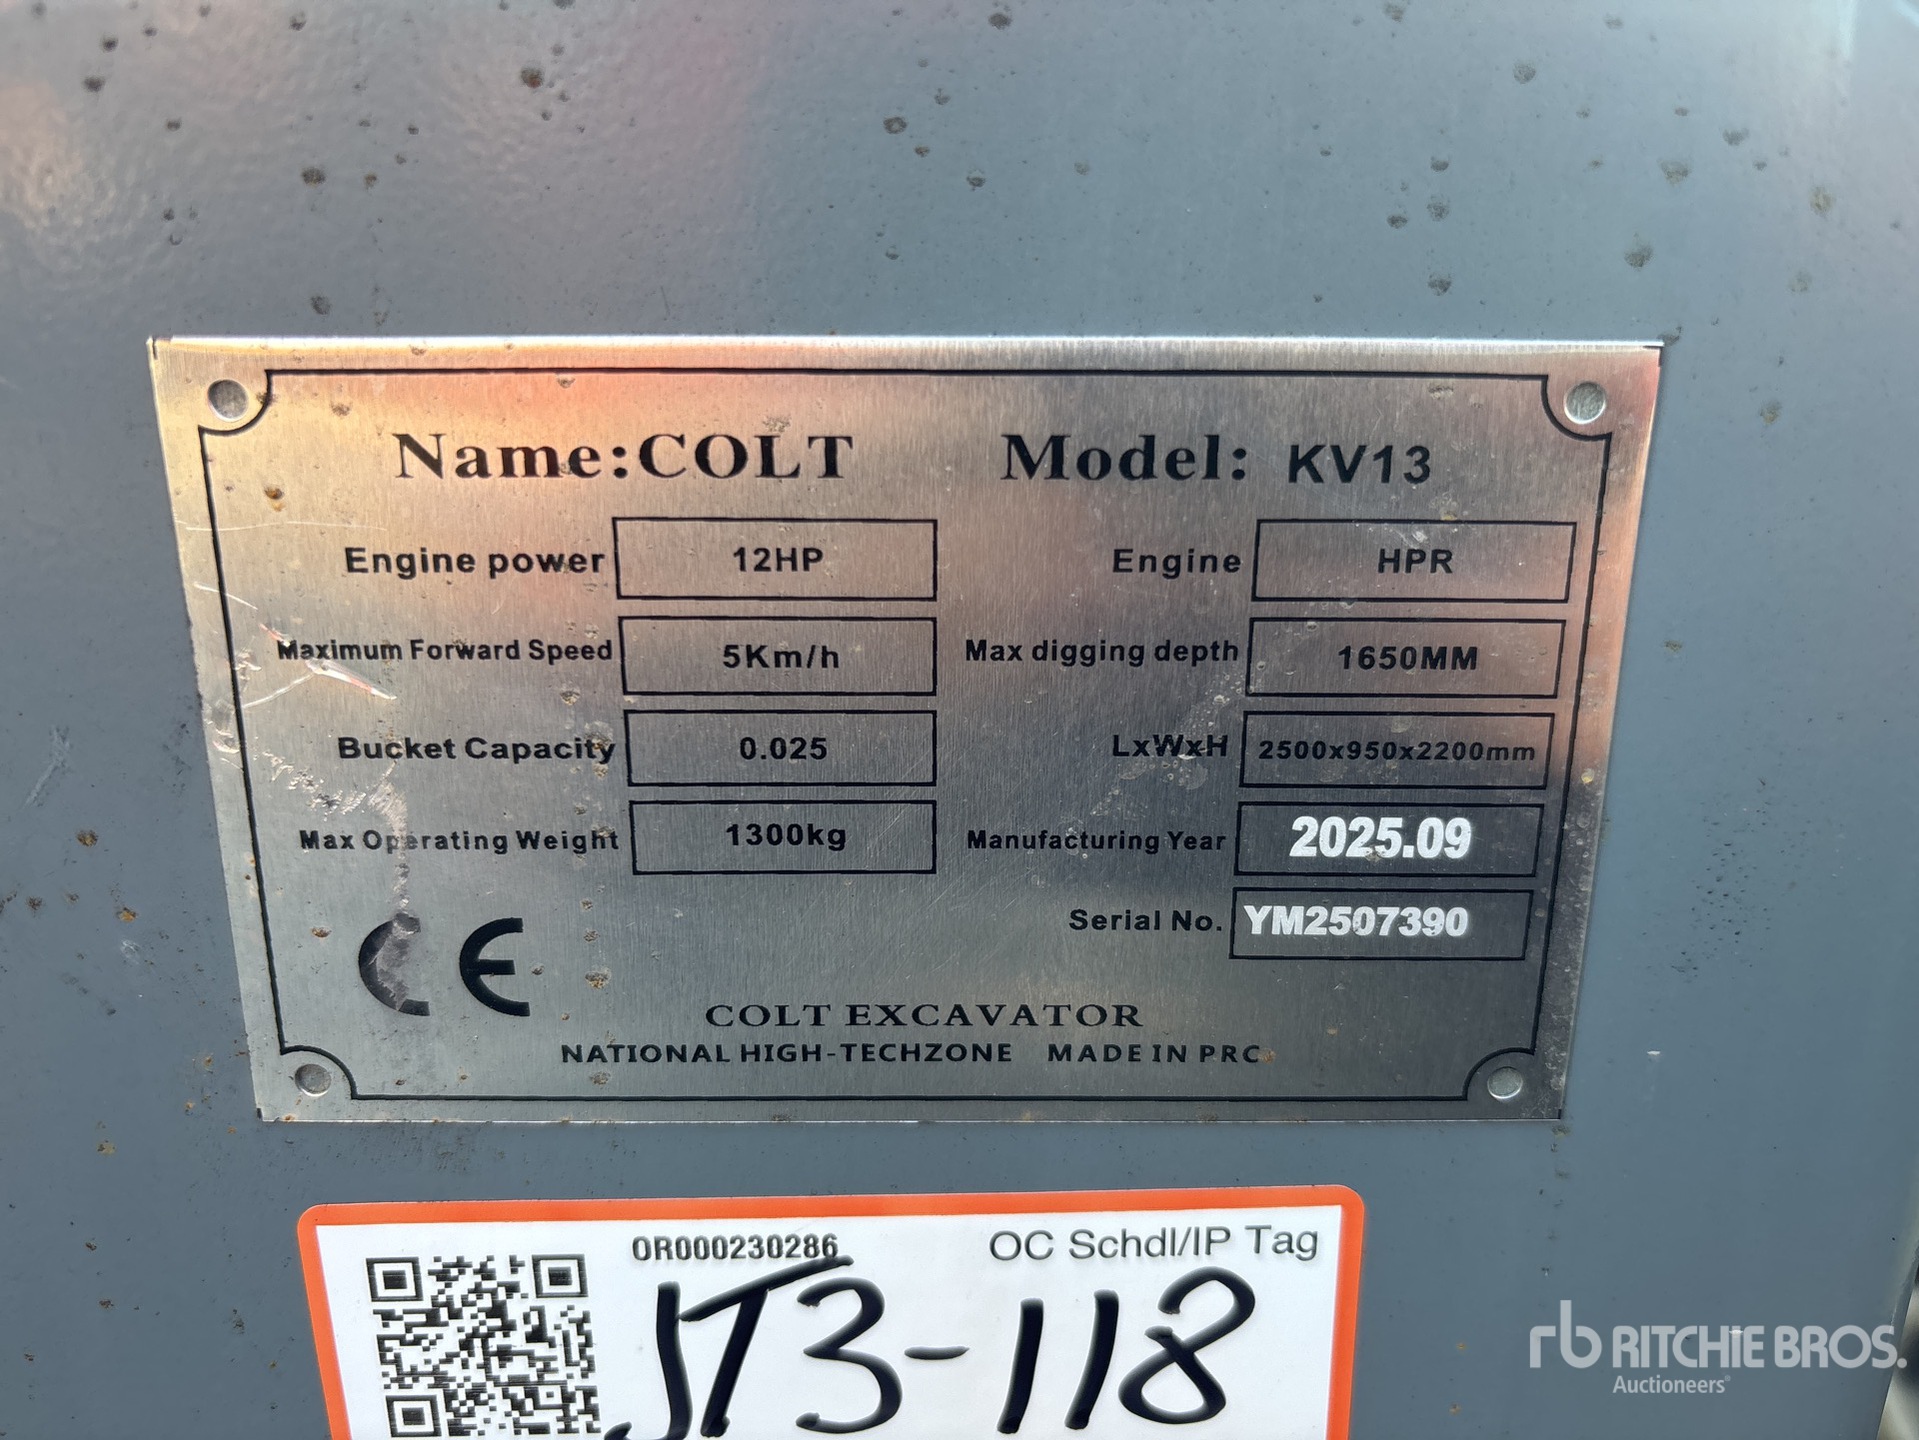 Name:COLT Model: KV13
Engine power 12HP Engine HPR
Maximum Forward Speed 5Km/h Max digging depth 1650MM
Bucket Capacity 0.025 LxWxH 2500x950x2200mm
Max Operating Weight 1300kg Manufacturing Year 2025.09
Serial No. YM2507390
CE
COLT EXCAVATOR
NATIONAL HIGH-TECHZONE MADE IN PRC
OR000230286 OC Schdl/IP Tag
JT3-118
rb RITCHIE BROS.
Auctioneers®